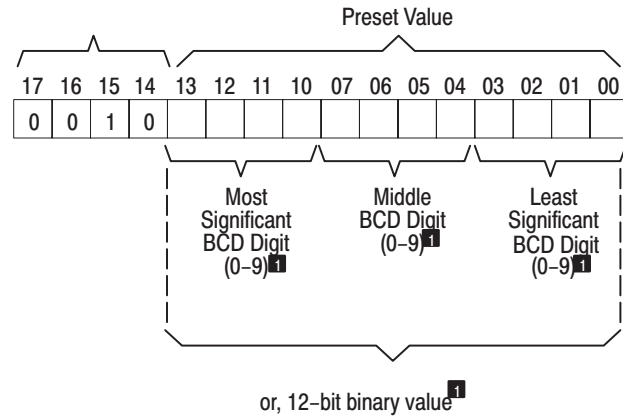 Preset Value
17 16 15 14 13 12 11 10 07 06 05 04 03 02 01 00
0 0 1 0
Most
Significant
BCD Digit
(0–9)1
Middle
BCD Digit
(0–9)1
Least
Significant
BCD Digit
(0–9)1
or, 12–bit binary value1